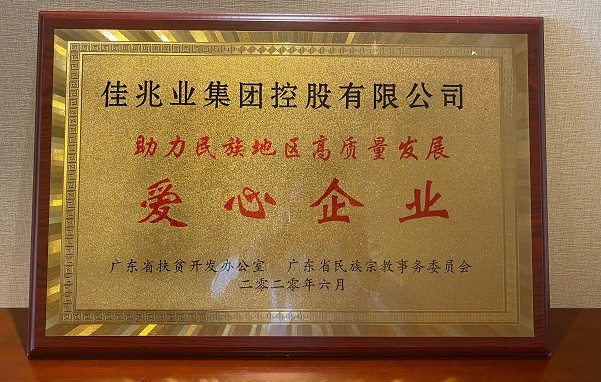 佳兆业集团控股有限公司
助力民族地区高质量发展
爱心企业
广东省扶贫开发办公室 广东省民族宗教事务委员会
二零二零年六月